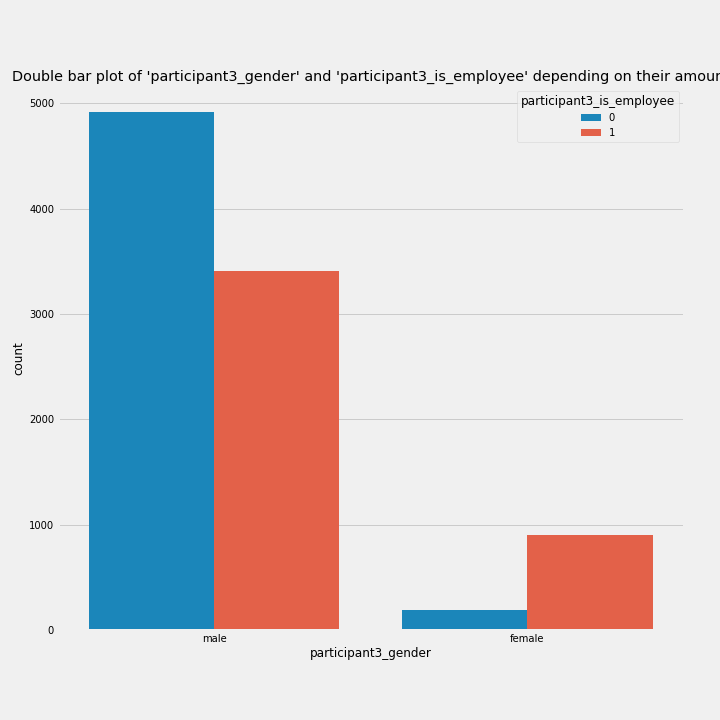 Double bar plot of 'participant3_gender' and 'participant3_is_employee' depending on their amour
participant3_is_employee
0
1
5000
4000
3000
2000
1000
0
count
male
female
participant3_gender